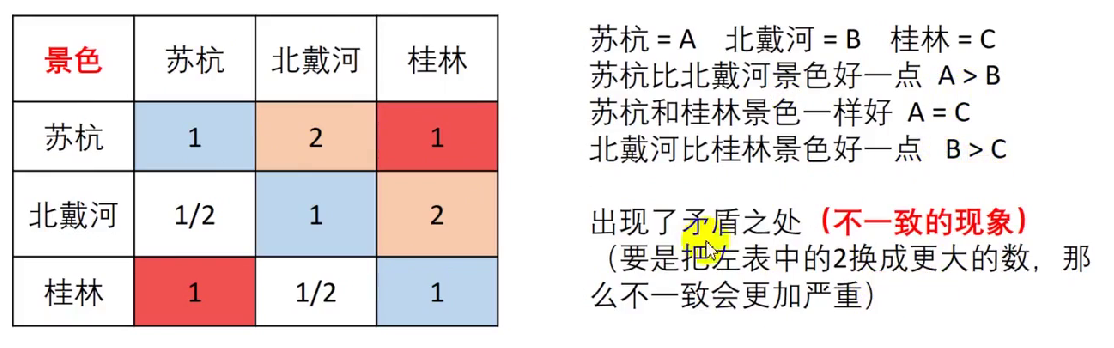 景色 苏杭 北戴河 桂林
苏杭 1 2 1
北戴河 1/2 1 2
桂林 1 1/2 1
苏杭 = A 北戴河 = B 桂林 = C
苏杭比北戴河景色好一点 A > B
苏杭和桂林景色一样好 A = C
北戴河比桂林景色好一点 B > C
出现了矛盾之处（不一致的现象）
（要是把左表中的2换成更大的数，那
么不一致会更加严重）